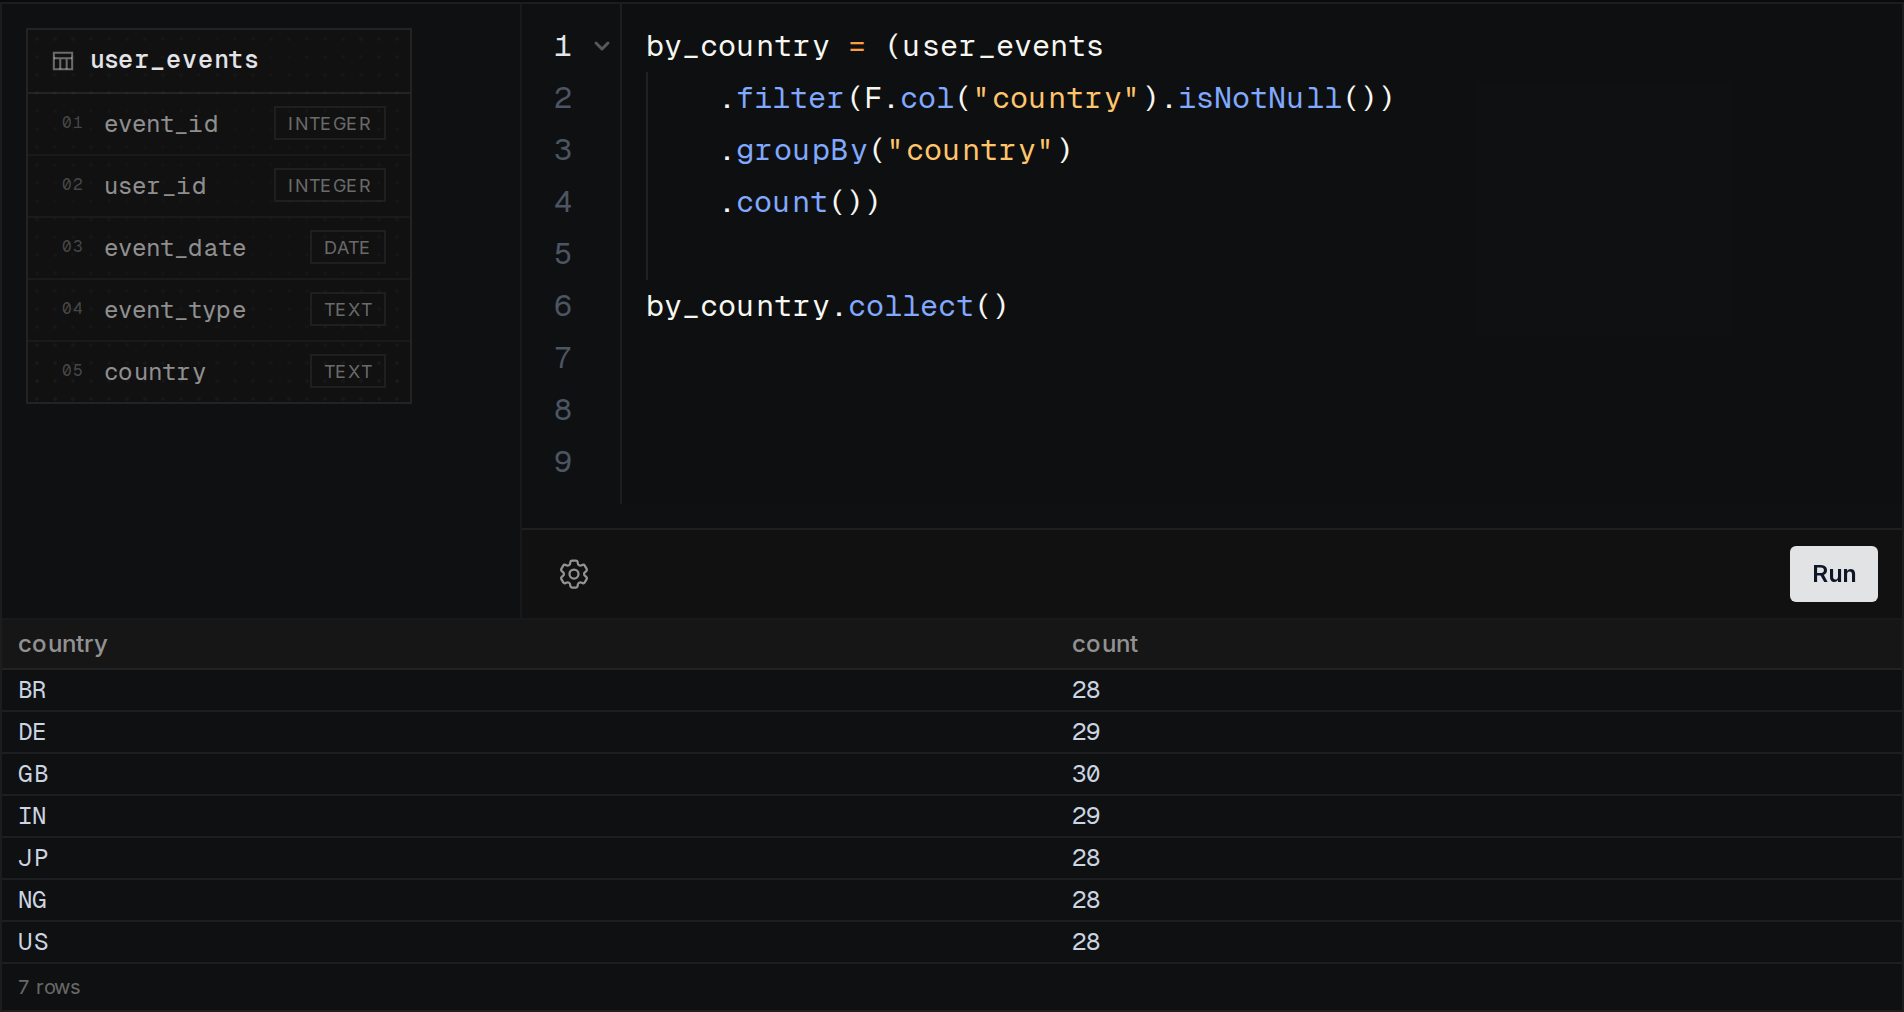 user_events
01 event_id INTEGER
02 user_id INTEGER
03 event_date DATE
04 event_type TEXT
05 country TEXT
1 by_country = (user_events
2 .filter(F.col("country").isNotNull())
3 .groupBy("country")
4 .count())
5
6 by_country.collect()
7
8
9
Run
country count
BR 28
DE 29
GB 30
IN 29
JP 28
NG 28
US 28
7 rows